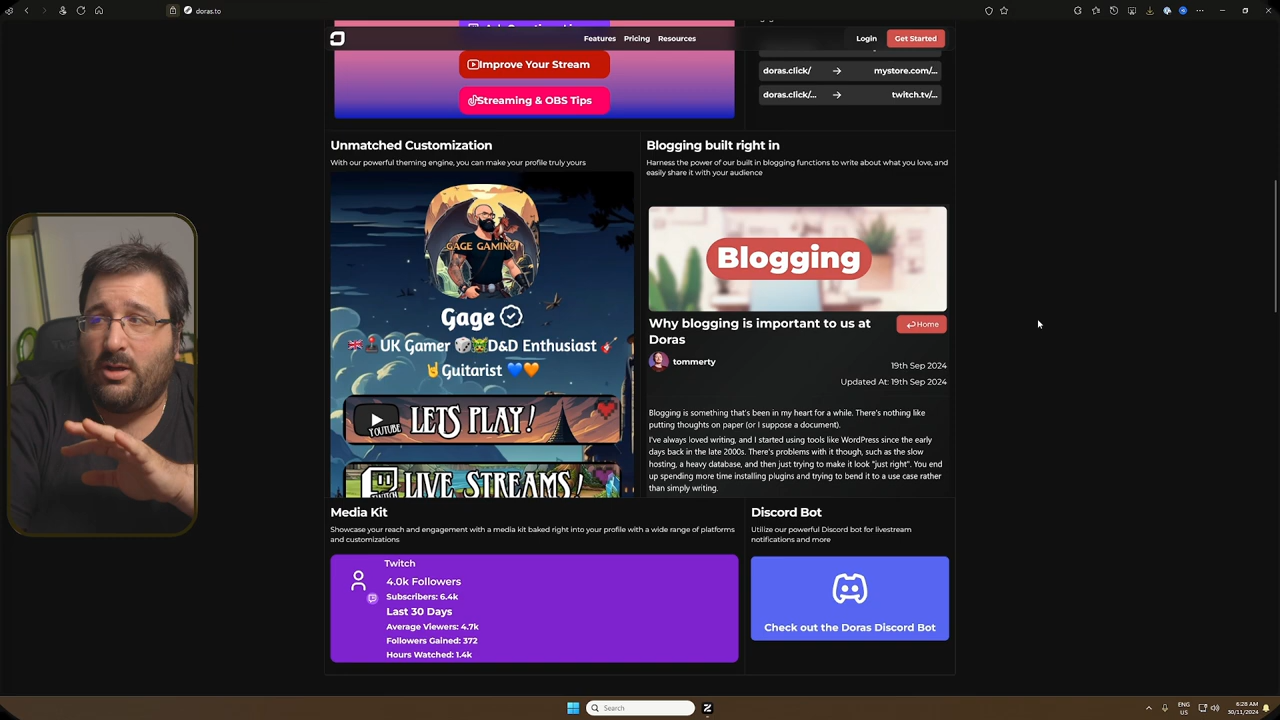 doras.to
Features
Pricing
Resources
Login
Get Started
Improve Your Stream
Streaming & OBS Tips
doras.click/
mystore.com/...
doras.click/...
twitch.tv/...
Unmatched Customization
With our powerful theming engine, you can make your profile truly yours
GAGE GAMING
Gage
UK Gamer D&D Enthusiast
Guitarist
YOUTUBE
LETS PLAY!
LIVE STREAMS!
Blogging built right in
Harness the power of our built in blogging functions to write about what you love, and
easily share it with your audience
Blogging
Why blogging is important to us at
Doras
Home
tommerty
19th Sep 2024
Updated At: 19th Sep 2024
Blogging is something that's been in my heart for a while. There's nothing like
putting thoughts on paper (or I suppose a document).
I've always loved writing, and I started using tools like WordPress since the early
days back in the late 2000s. There's problems with it though, such as the slow
hosting, a heavy database, and then just trying to make it look "just right". You end
up spending more time installing plugins and trying to bend it to a use case rather
than simply writing.
Media Kit
Showcase your reach and engagement with a media kit baked right into your profile with a wide range of platforms
and customizations
Twitch
4.0k Followers
Subscribers: 6.4k
Last 30 Days
Average Viewers: 4.7k
Followers Gained: 372
Hours Watched: 1.4k
Discord Bot
Utilize our powerful Discord bot for livestream
notifications and more
Check out the Doras Discord Bot
Search
ENG
US
6:28 AM
30/11/2024